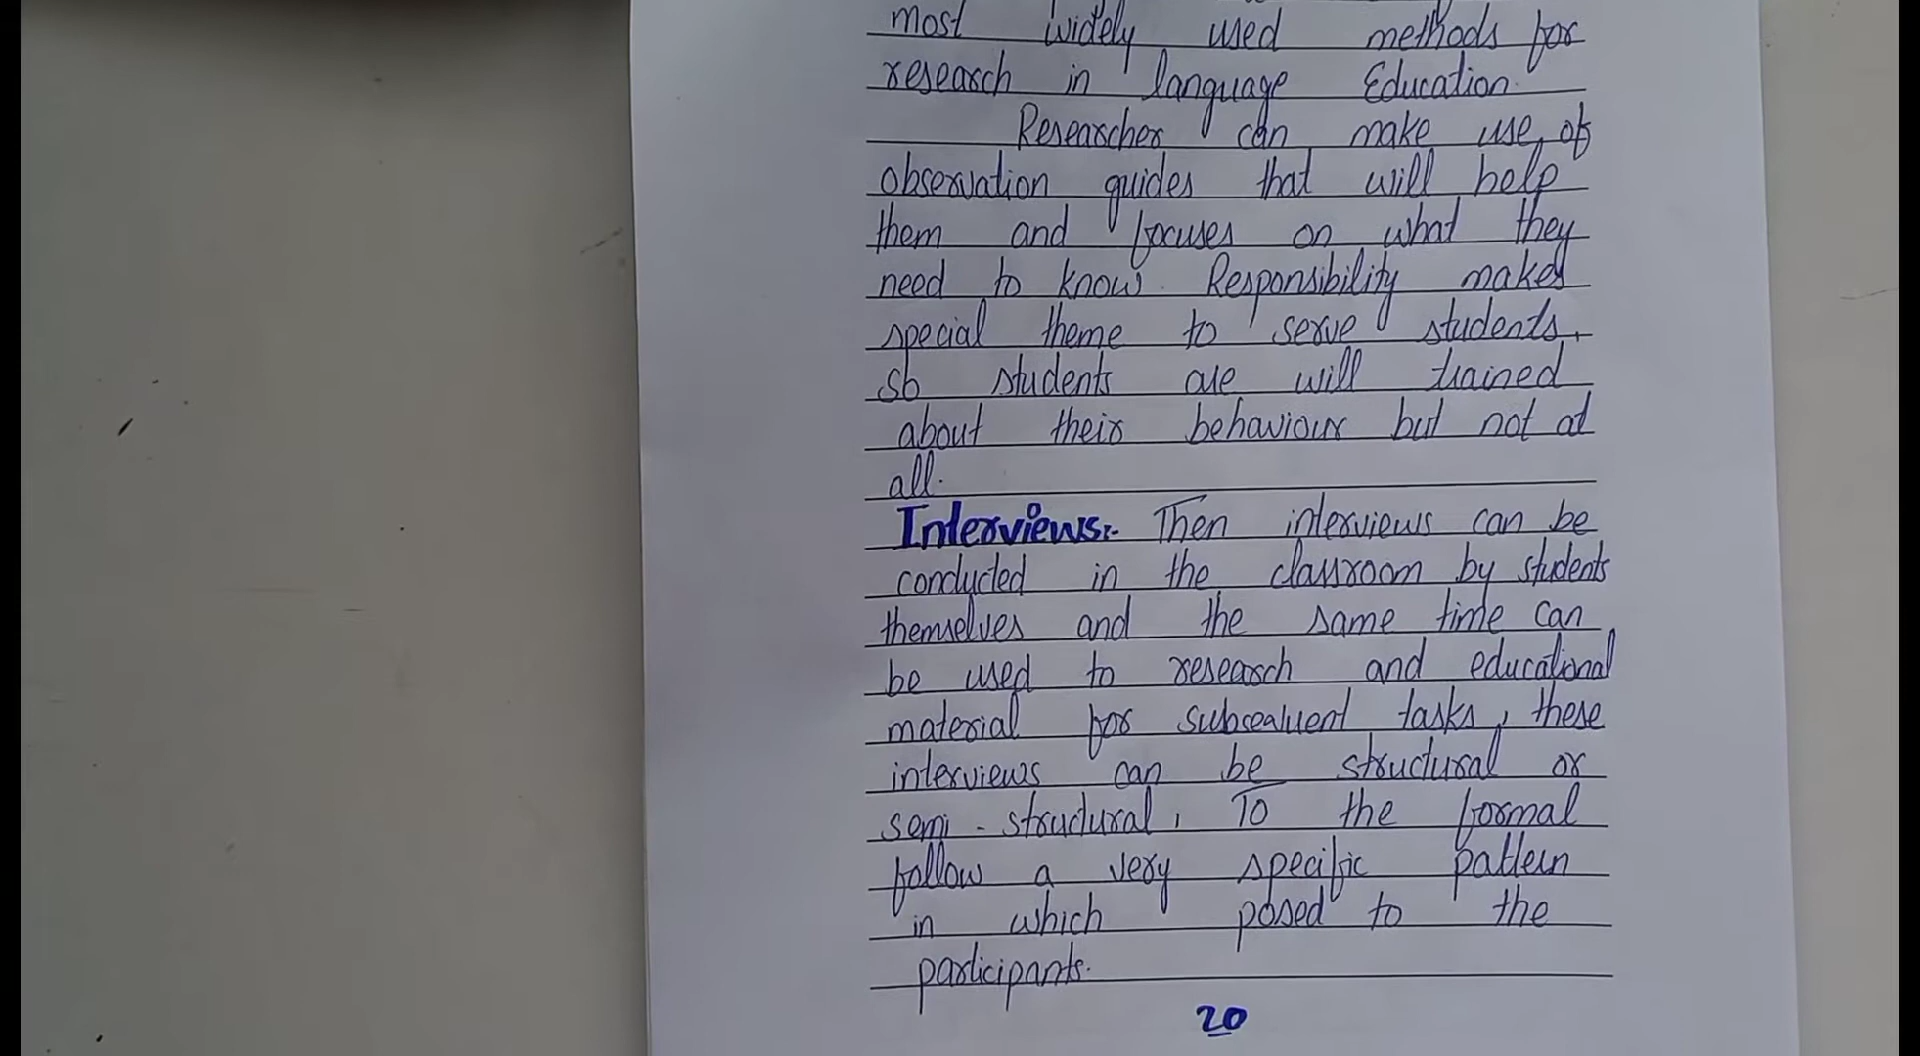 most widely used methods for
research in language Education.
Researcher can make use of
observation guides that will help
them and focuses on what they
need to know. Responsibility makes
special theme to serve students,
so students are will trained
about their behaviour but not at
all.
Interviews:- Then interviews can be
conducted in the classroom by students
themselves and the same time can
be used to research and educational
material for subsequent tasks, these
interviews can be structural or
semi-structural, To the formal
follow a very specific pattern
in which posed to the
participants.
20